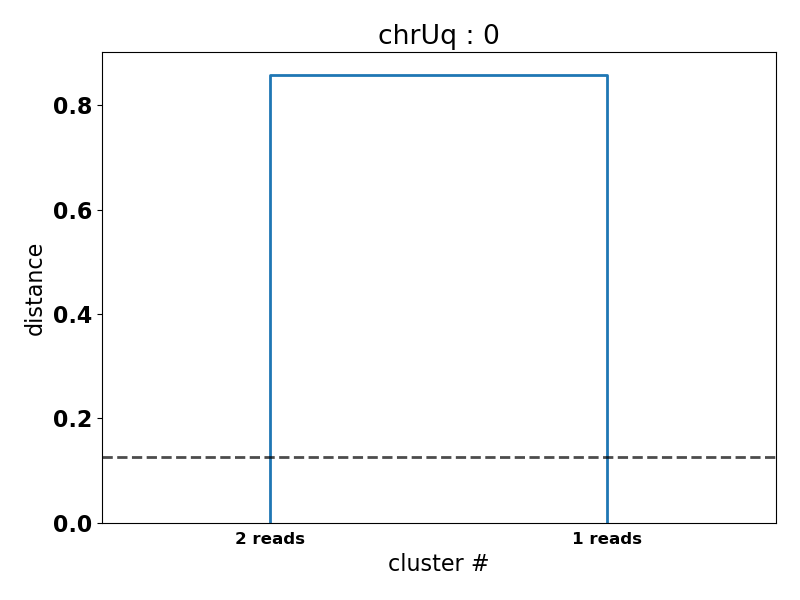 chrUq : 0
distance
0.8
0.6
0.4
0.2
0.0
2 reads
1 reads
cluster #